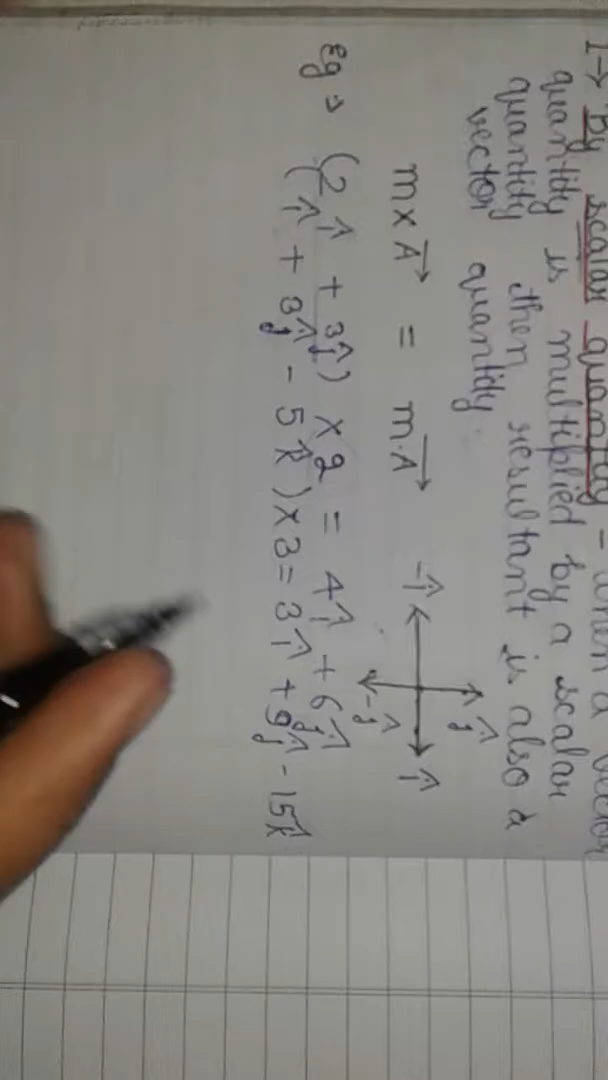 1→ By scalar quantity - when a vector
quantity is multiplied by a scalar
quantity then resultant is also a
vector quantity.
m×A⃗ = m.A⃗
-î î ĵ -ĵ
Eg → (2î + 3ĵ) × 2 = 4î + 6ĵ
(î + 3ĵ - 5k̂) × 3 = 3î + 9ĵ - 15k̂